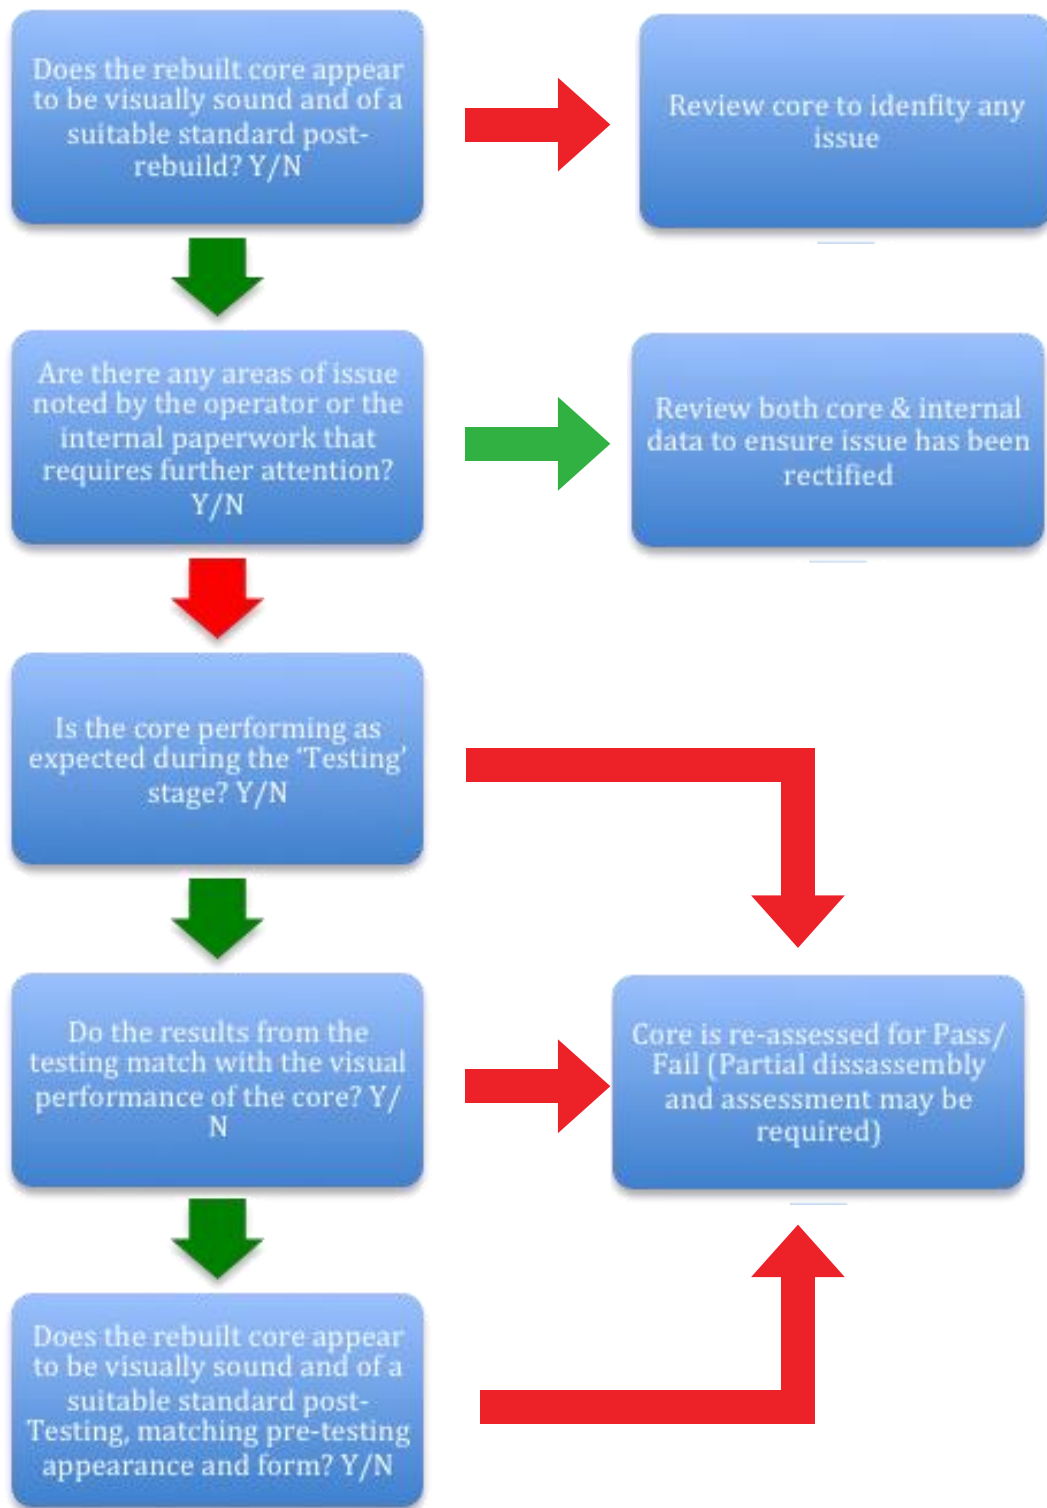 Does the rebuilt core appear
to be visually sound and of a
suitable standard post-
rebuild? Y/N
Review core to idenfity any
issue
Are there any areas of issue
noted by the operator or the
internal paperwork that
requires further attention?
Y/N
Review both core & internal
data to ensure issue has been
rectified
Is the core performing as
expected during the ‘Testing’
stage? Y/N
Do the results from the
testing match with the visual
performance of the core? Y/
N
Core is re-assessed for Pass/
Fail (Partial dissassembly
and assessment may be
required)
Does the rebuilt core appear
to be visually sound and of a
suitable standard post-
Testing, matching pre-testing
appearance and form? Y/N